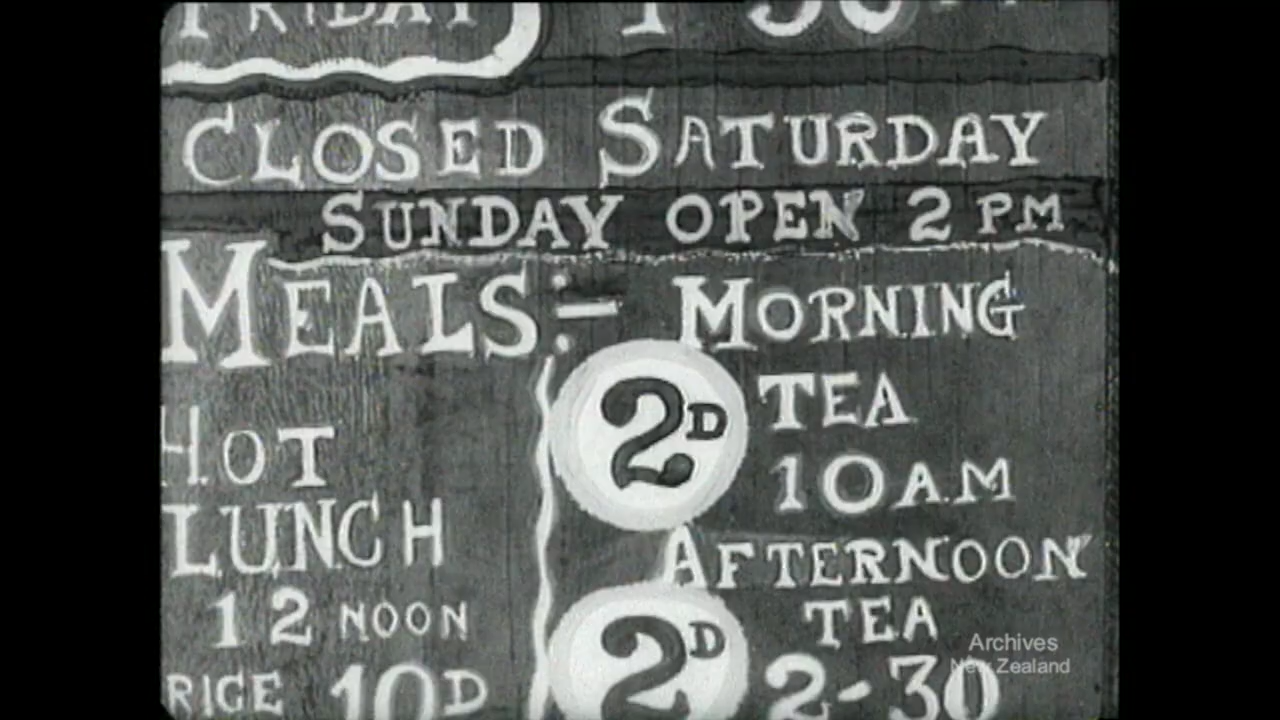 FRIDAY
CLOSED SATURDAY
SUNDAY OPEN 2 PM
MEALS:-
HOT
LUNCH
12 NOON
10D
MORNING
2D TEA
10 A.M
AFTERNOON
2D TEA
2-30
Archives
New Zealand